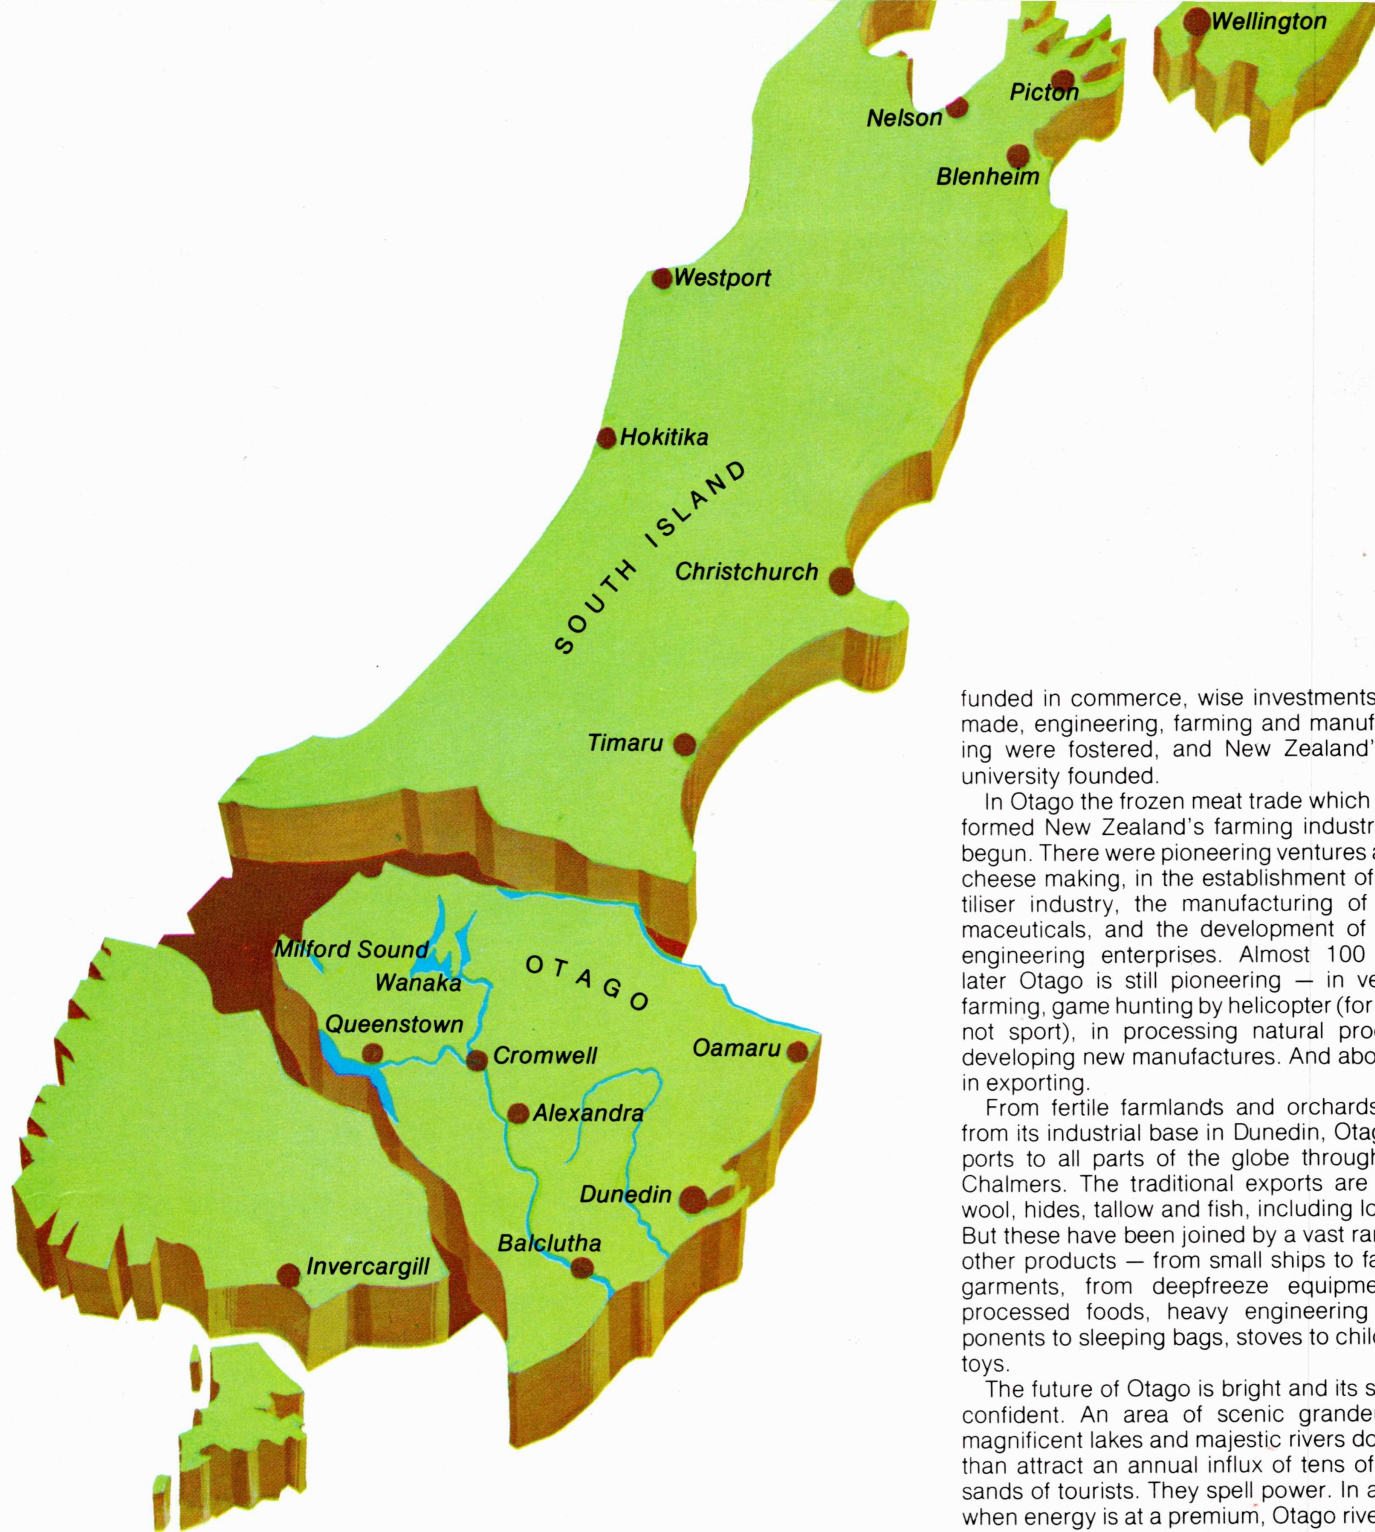 Wellington
Picton
Nelson
Blenheim
Westport
Hokitika
SOUTH ISLAND
Christchurch
Timaru
Milford Sound
OTAGO
Wanaka
Queenstown
Cromwell
Oamaru
Alexandra
Dunedin
Balclutha
Invercargill
funded in commerce, wise investments
made, engineering, farming and manuf
ing were fostered, and New Zealand'
university founded.
In Otago the frozen meat trade which
formed New Zealand's farming industr
begun. There were pioneering ventures a
cheese making, in the establishment of
tiliser industry, the manufacturing of
maceuticals, and the development of
engineering enterprises. Almost 100
later Otago is still pioneering — in ve
farming, game hunting by helicopter (for
not sport), in processing natural pro
developing new manufactures. And abo
in exporting.
From fertile farmlands and orchards
from its industrial base in Dunedin, Otag
ports to all parts of the globe through
Chalmers. The traditional exports are
wool, hides, tallow and fish, including lo
But these have been joined by a vast ra
other products — from small ships to fa
garments, from deepfreeze equipme
processed foods, heavy engineering
ponents to sleeping bags, stoves to chil
toys.
The future of Otago is bright and its s
confident. An area of scenic grande
magnificent lakes and majestic rivers do
than attract an annual influx of tens of
sands of tourists. They spell power. In a
when energy is at a premium, Otago rive